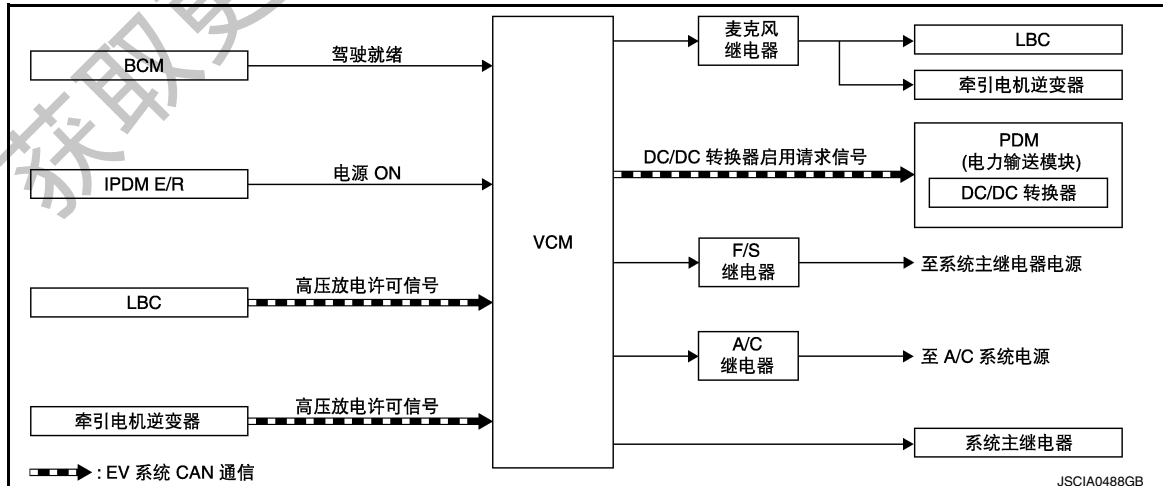 获取更
BCM
驾驶就绪
IPDM E/R
电源 ON
LBC
高压放电许可信号
牵引电机逆变器
高压放电许可信号
: EV 系统 CAN 通信
VCM
麦克风
继电器
LBC
牵引电机逆变器
DC/DC 转换器启用请求信号
PDM
(电力输送模块)
DC/DC 转换器
F/S
继电器
至系统主继电器电源
A/C
继电器
至 A/C 系统电源
系统主继电器
JSCIA0488GB